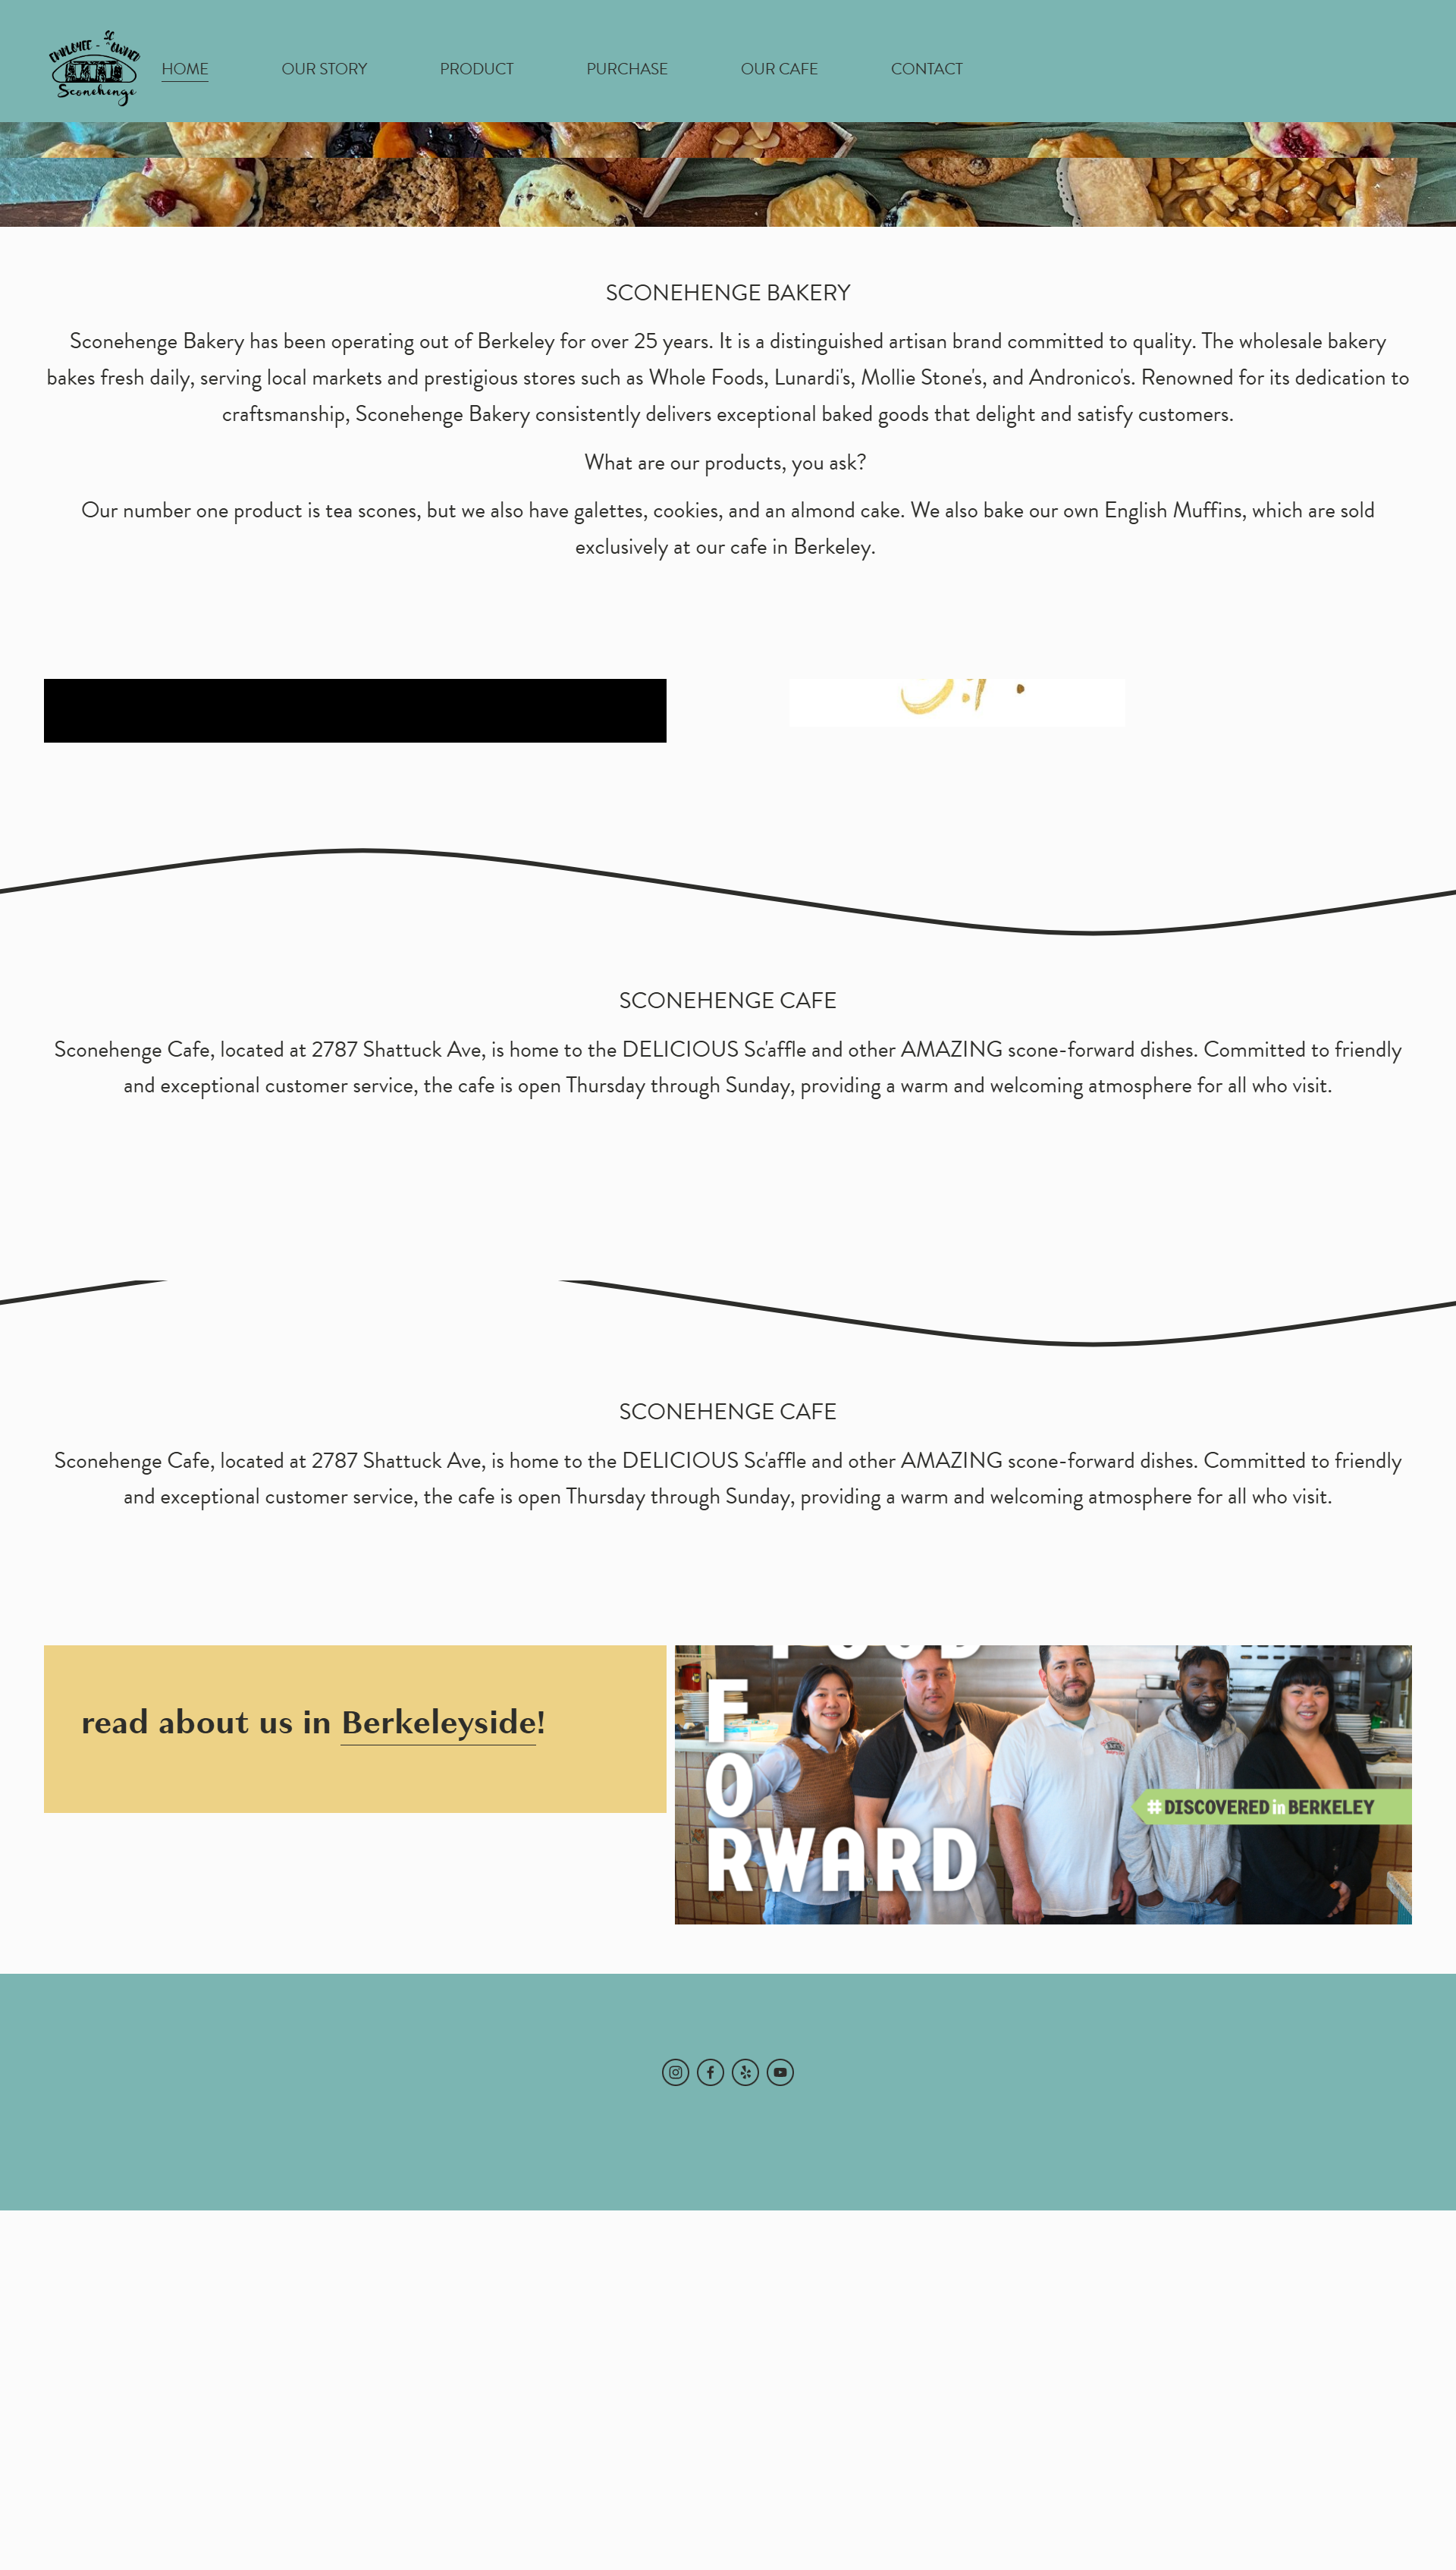 EMPLOYEE - OWNED
Sconehenge
HOME
OUR STORY
PRODUCT
PURCHASE
OUR CAFE
CONTACT
SCONEHENGE BAKERY
Sconehenge Bakery has been operating out of Berkeley for over 25 years. It is a distinguished artisan brand committed to quality. The wholesale bakery
bakes fresh daily, serving local markets and prestigious stores such as Whole Foods, Lunardi's, Mollie Stone's, and Andronico's. Renowned for its dedication to
craftsmanship, Sconehenge Bakery consistently delivers exceptional baked goods that delight and satisfy customers.
What are our products, you ask?
Our number one product is tea scones, but we also have galettes, cookies, and an almond cake. We also bake our own English Muffins, which are sold
exclusively at our cafe in Berkeley.
SCONEHENGE CAFE
Sconehenge Cafe, located at 2787 Shattuck Ave, is home to the DELICIOUS Sc'affle and other AMAZING scone-forward dishes. Committed to friendly
and exceptional customer service, the cafe is open Thursday through Sunday, providing a warm and welcoming atmosphere for all who visit.
SCONEHENGE CAFE
Sconehenge Cafe, located at 2787 Shattuck Ave, is home to the DELICIOUS Sc'affle and other AMAZING scone-forward dishes. Committed to friendly
and exceptional customer service, the cafe is open Thursday through Sunday, providing a warm and welcoming atmosphere for all who visit.
read about us in Berkeleyside!
FOOD
F
O
RWARD
#DISCOVERED in BERKELEY